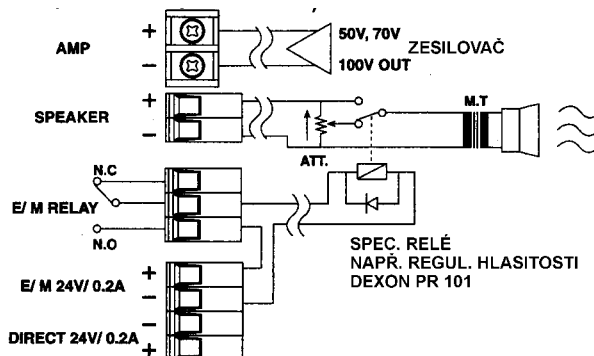 AMP
+
−
50V, 70V
100V OUT
ZESILOVAČ
SPEAKER
+
−
M.T
ATT.
N.C
E/ M RELAY
N.O
SPEC. RELÉ
NAPŘ. REGUL. HLASITOSTI
DEXON PR 101
E/ M 24V/ 0.2A
+
−
DIRECT 24V/ 0.2A
−
+